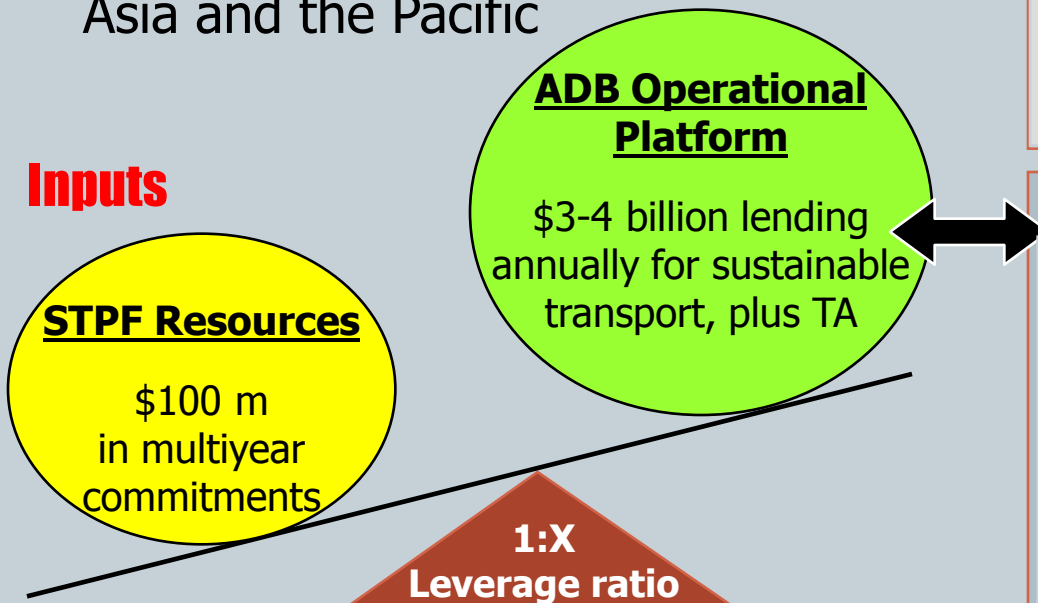 Asia and the Pacific
ADB Operational
Platform
Inputs
$3-4 billion lending
annually for sustainable
transport, plus TA
STPF Resources
$100 m
in multiyear
commitments
1:X
Leverage ratio